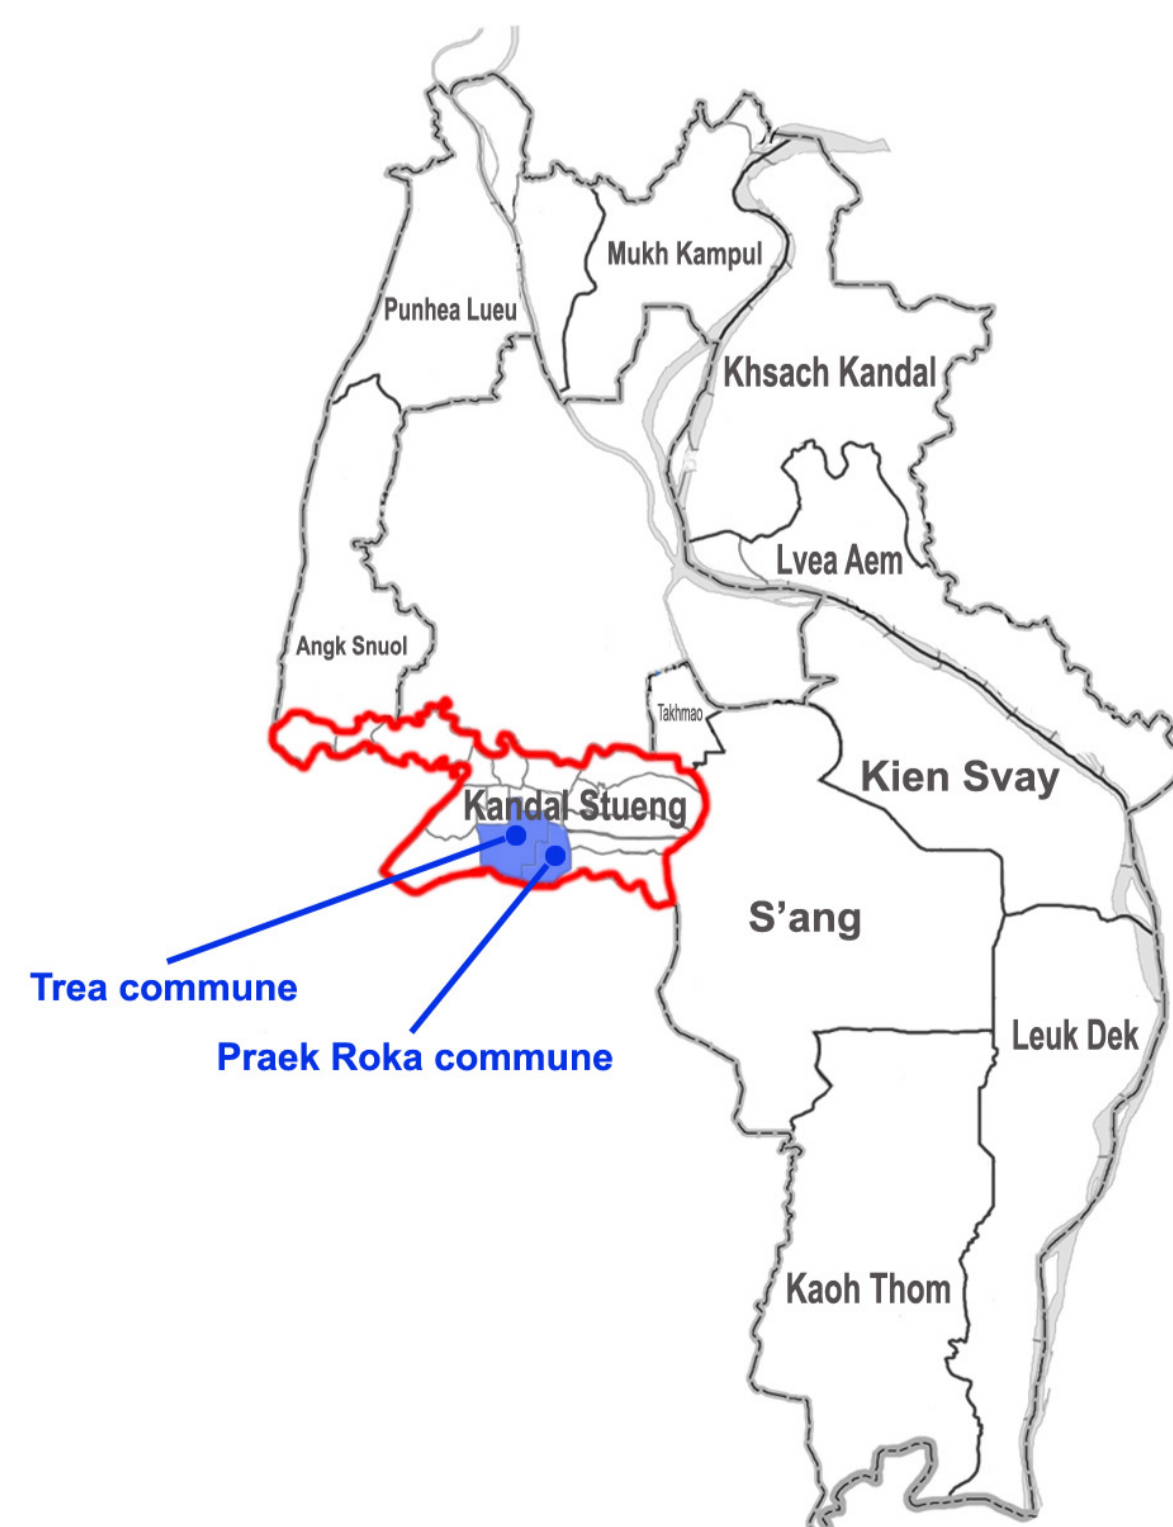 Mukh Kampul
Punhea Lueu
Khsach Kandal
Lvea Aem
Angk Snuol
Takhmao
Kien Svay
Kandal Stueng
S'ang
Trea commune
Leuk Dek
Praek Roka commune
Kaoh Thom